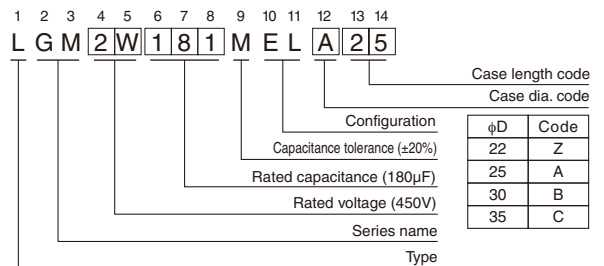 1 2 3 4 5 6 7 8 9 10 11 12 13 14
L G M 2 W 1 8 1 M E L A 2 5
Case length code
Case dia. code
Configuration
Capacitance tolerance (±20%)
Rated capacitance (180µF)
Rated voltage (450V)
Series name
Type
ϕD Code
22 Z
25 A
30 B
35 C